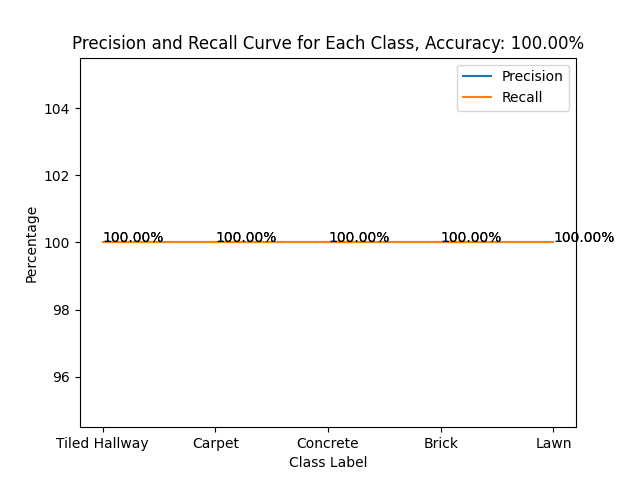 Precision and Recall Curve for Each Class, Accuracy: 100.00%
Precision
Recall
104
102
100
98
96
100.00% 100.00% 100.00% 100.00% 100.00%
Percentage
Tiled Hallway Carpet Concrete Brick Lawn
Class Label